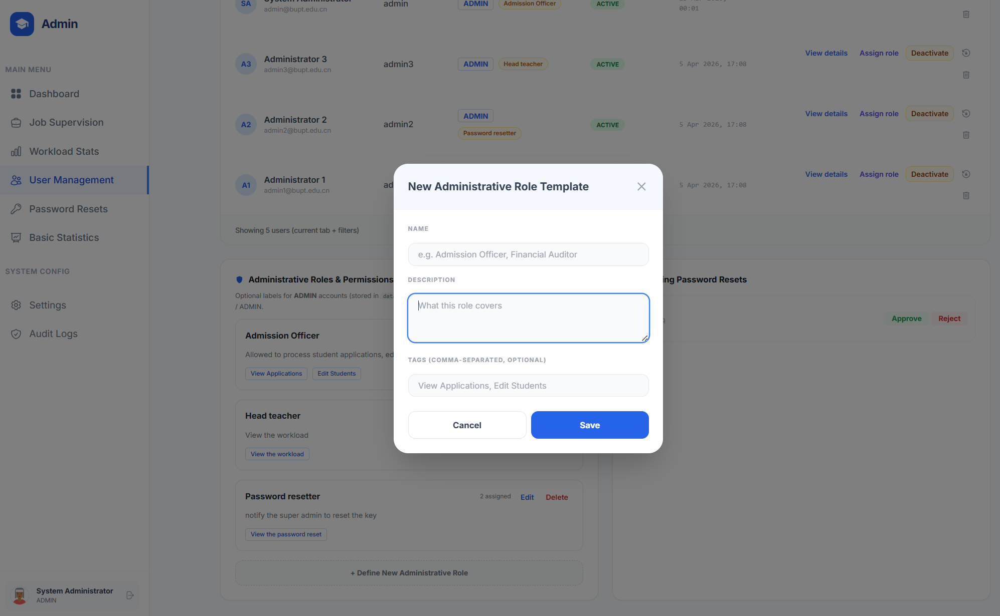 Admin
MAIN MENU
Dashboard
Job Supervision
Workload Stats
User Management
Password Resets
Basic Statistics
SYSTEM CONFIG
Settings
Audit Logs
System Administrator
ADMIN
SA
System Administrator
admin@bupt.edu.cn
admin
ADMIN
Admission Officer
ACTIVE
00:01
A3
Administrator 3
admin3@bupt.edu.cn
admin3
ADMIN
Head teacher
ACTIVE
5 Apr 2026, 17:08
View details
Assign role
Deactivate
A2
Administrator 2
admin2@bupt.edu.cn
admin2
ADMIN
Password resetter
ACTIVE
5 Apr 2026, 17:08
View details
Assign role
Deactivate
A1
Administrator 1
admin1@bupt.edu.cn
ad
5 Apr 2026, 17:08
View details
Assign role
Deactivate
Showing 5 users (current tab + filters)
Administrative Roles & Permissions
Optional labels for ADMIN accounts (stored in dat
/ ADMIN.
Admission Officer
Allowed to process student applications, ed
View Applications
Edit Students
Head teacher
View the workload
View the workload
Password resetter
2 assigned
Edit
Delete
notify the super admin to reset the key
View the password reset
+ Define New Administrative Role
ing Password Resets
q
Approve
Reject
New Administrative Role Template
NAME
e.g. Admission Officer, Financial Auditor
DESCRIPTION
What this role covers
TAGS (COMMA-SEPARATED, OPTIONAL)
View Applications, Edit Students
Cancel
Save